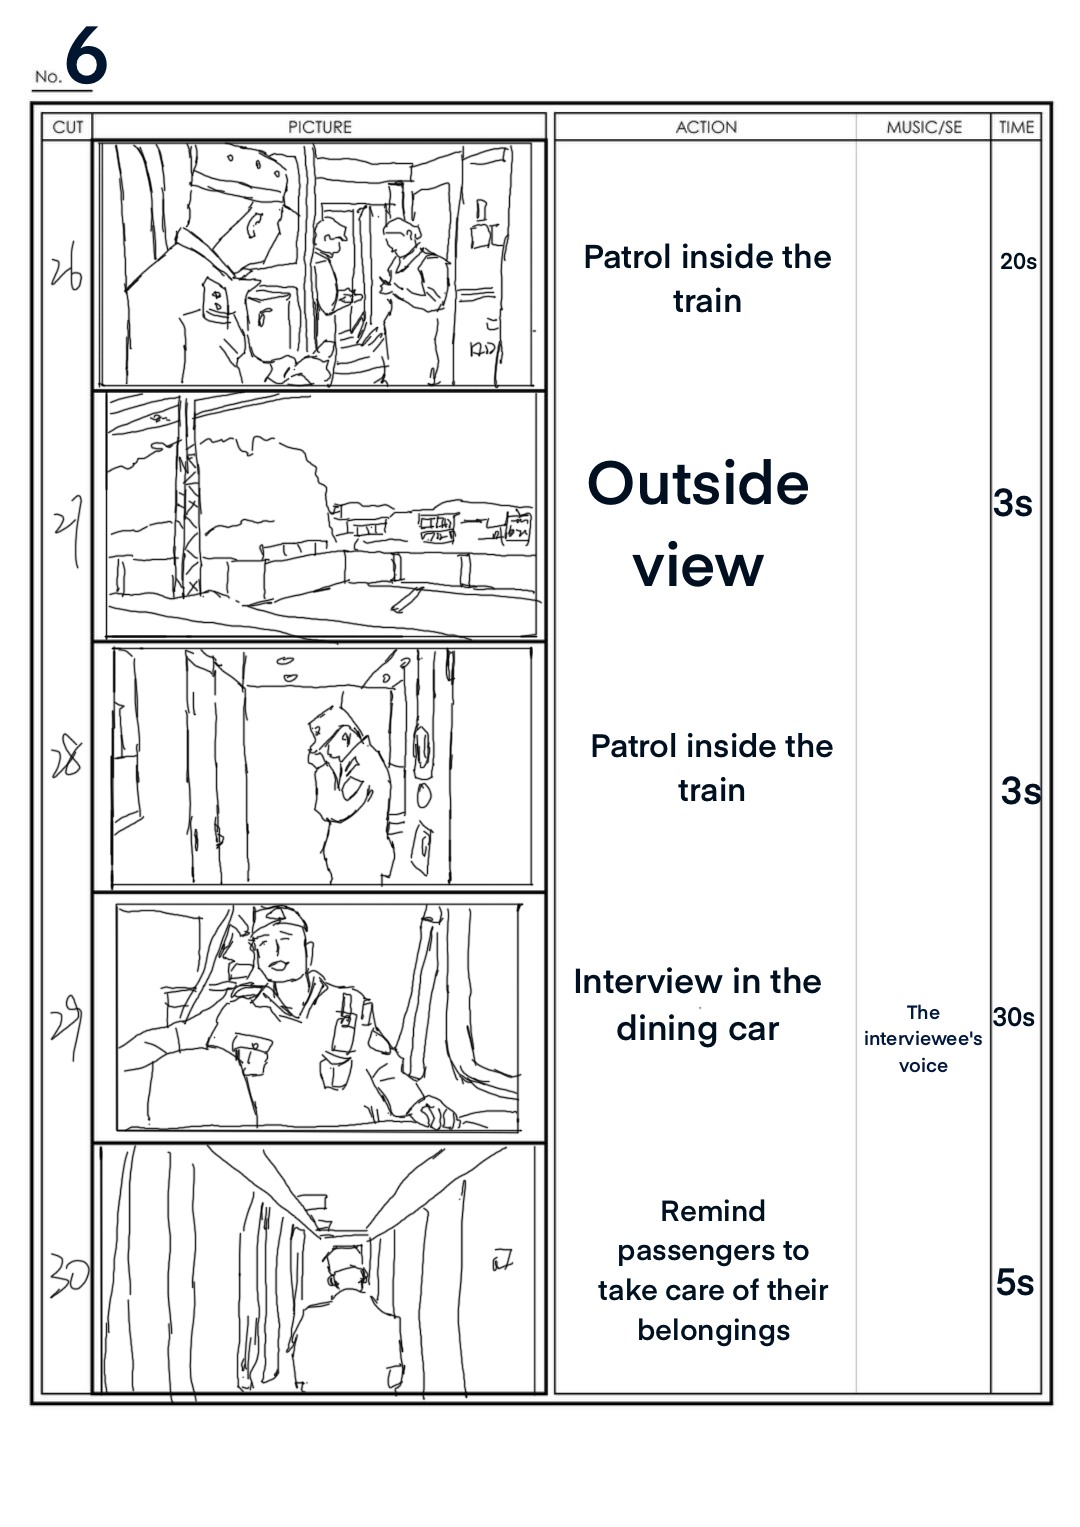 No. 6
CUT PICTURE ACTION MUSIC/SE TIME
26
Patrol inside the
train
20s
27
Outside
view
3s
28
Patrol inside the
train
3s
29
Interview in the
dining car
The
interviewee's
voice
30s
30
Remind
passengers to
take care of their
belongings
5s